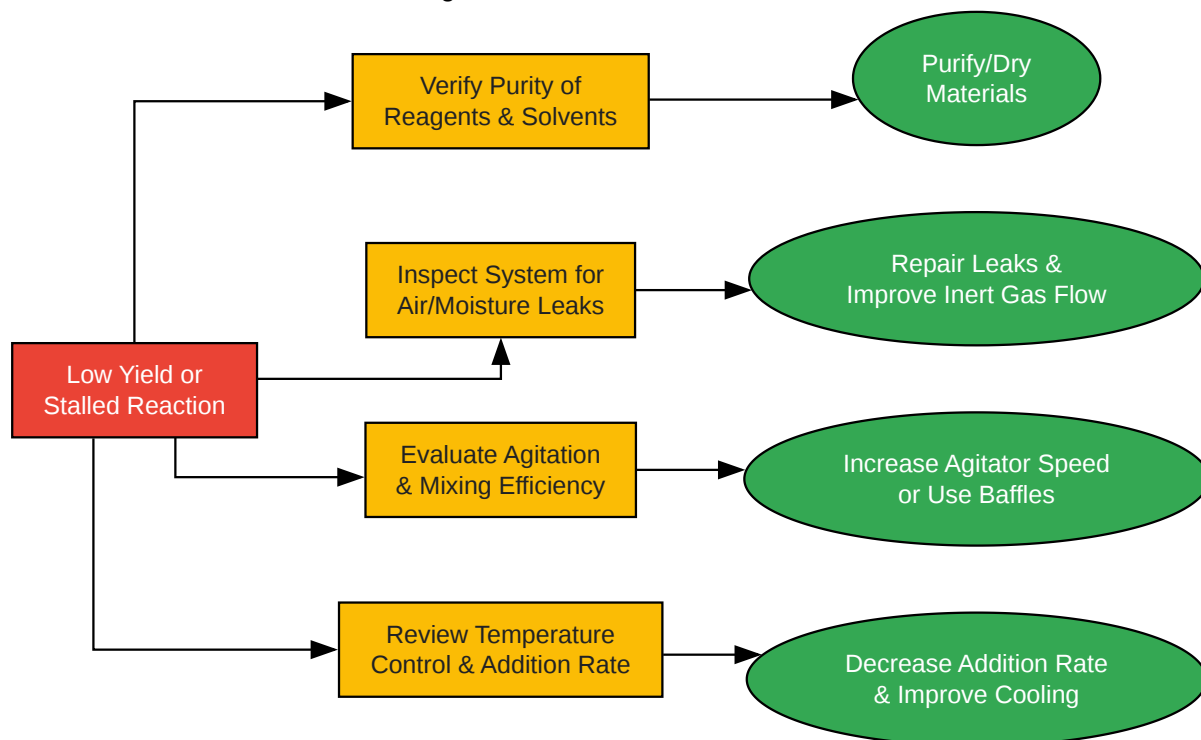 Verify Purity of
Reagents & Solvents
Purify/Dry
Materials
Inspect System for
Air/Moisture Leaks
Repair Leaks &
Improve Inert Gas Flow
Low Yield or
Stalled Reaction
Evaluate Agitation
& Mixing Efficiency
Increase Agitator Speed
or Use Baffles
Review Temperature
Control & Addition Rate
Decrease Addition Rate
& Improve Cooling